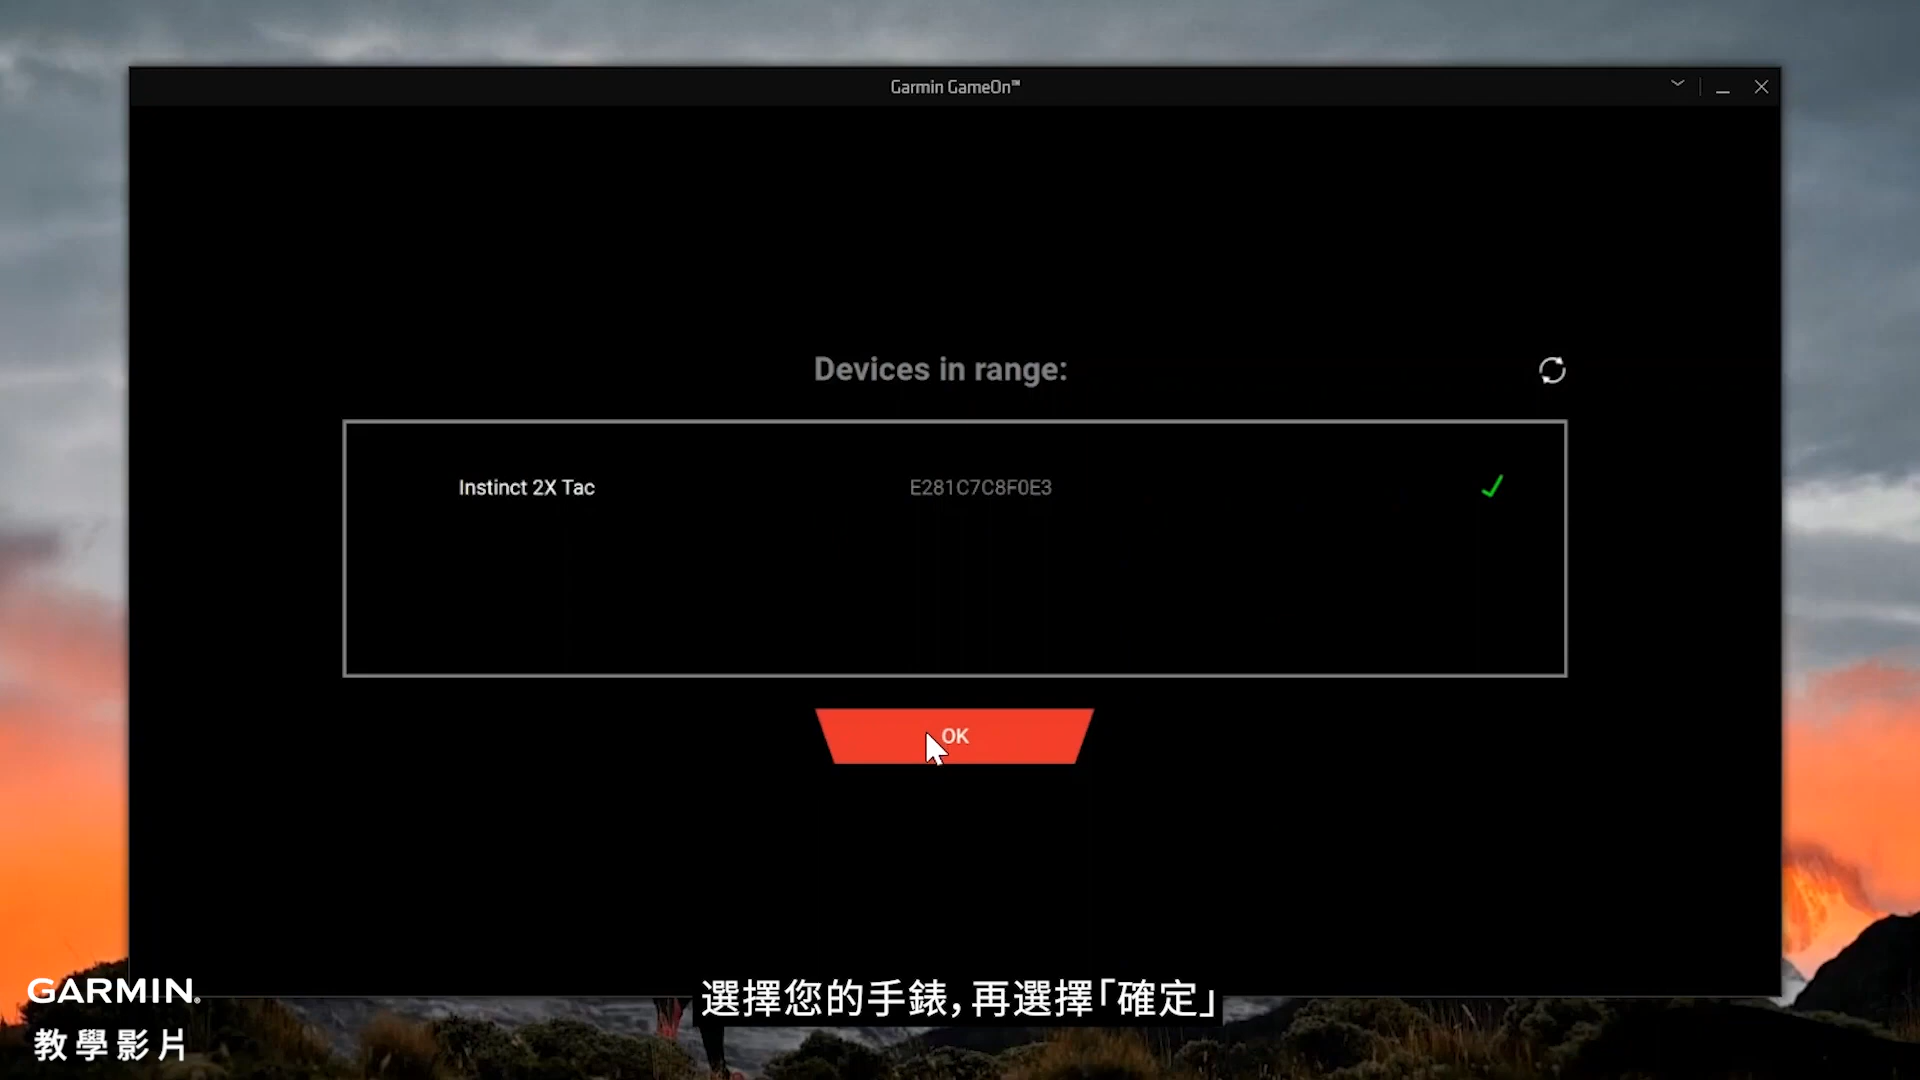 Garmin GameOn™
Devices in range:
Instinct 2X Tac E281C7C8F0E3
OK
GARMIN®
教學影片
選擇您的手錶，再選擇「確定」